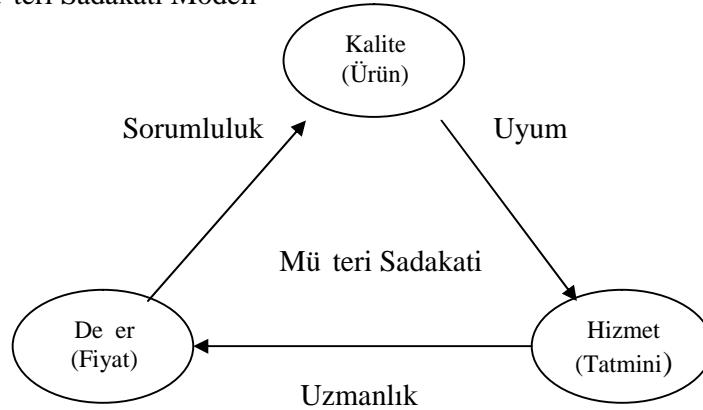 teri Sadakati Modeli
Kalite
(Ürün)
Sorumluluk
Uyum
Mü teri Sadakati
De er
(Fiyat)
Hizmet
(Tatmini)
Uzmanlık